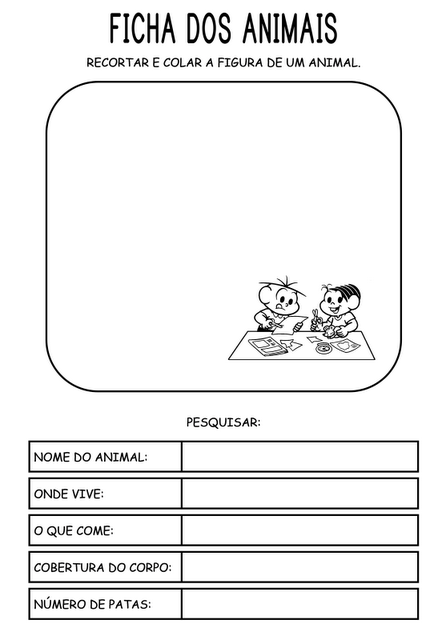 FICHA DOS ANIMAIS
RECORTAR E COLAR A FIGURA DE UM ANIMAL.
PESQUISAR:
NOME DO ANIMAL:
ONDE VIVE:
O QUE COME:
COBERTURA DO CORPO:
NÚMERO DE PATAS: